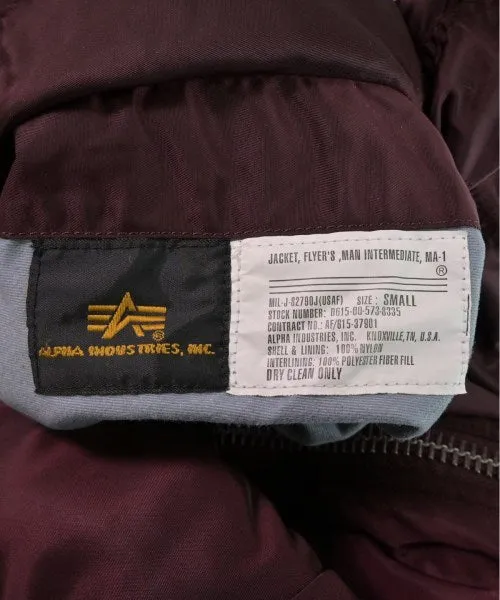 ALPHA INDUSTRIES, INC.
®
JACKET, FLYER'S ,MAN INTERMEDIATE, MA-1
®
MIL-J-82790J(USAF) SIZE: SMALL
STOCK NUMBER: 8615-00-573-8335
CONTRACT NO.: AF/815-37981
ALPHA INDUSTRIES, INC. KNOXVILLE,TN, U.S.A.
SHELL & LINING: 100%NYLON
INTERLINING: 100% POLYESTER FIBER FILL
DRY CLEAN ONLY